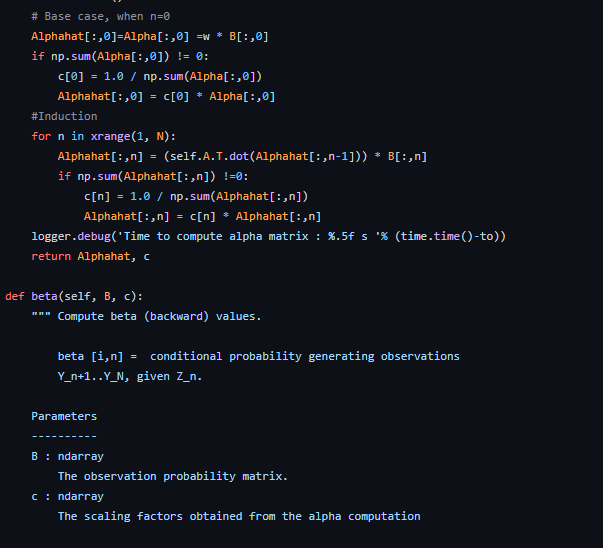 ()
    # Base case, when n=0
    Alphahat[:,0]=Alpha[:,0] =w * B[:,0]
    if np.sum(Alpha[:,0]) != 0:
        c[0] = 1.0 / np.sum(Alpha[:,0])
        Alphahat[:,0] = c[0] * Alpha[:,0]
    #Induction
    for n in xrange(1, N):
        Alphahat[:,n] = (self.A.T.dot(Alphahat[:,n-1])) * B[:,n]
        if np.sum(Alphahat[:,n]) !=0:
            c[n] = 1.0 / np.sum(Alphahat[:,n])
            Alphahat[:,n] = c[n] * Alphahat[:,n]
    logger.debug('Time to compute alpha matrix : %.5f s '% (time.time()-to))
    return Alphahat, c

def beta(self, B, c):
    """ Compute beta (backward) values.

        beta [i,n] =  conditional probability generating observations
        Y_n+1..Y_N, given Z_n.

    Parameters
    ----------
    B : ndarray
        The observation probability matrix.
    c : ndarray
        The scaling factors obtained from the alpha computation